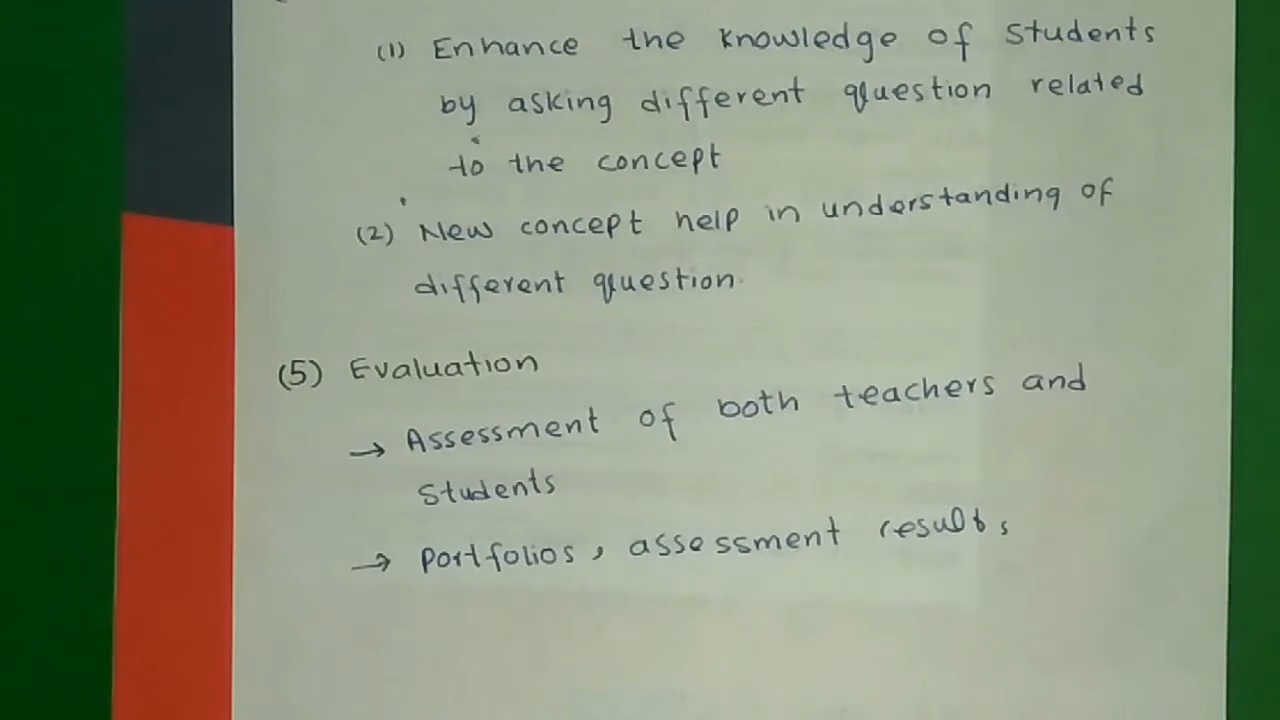 (1) Enhance the knowledge of students
by asking different question related
to the concept
(2) New concept help in understanding of
different question.
(5) Evaluation
→ Assessment of both teachers and
students
→ Portfolios, assessment results